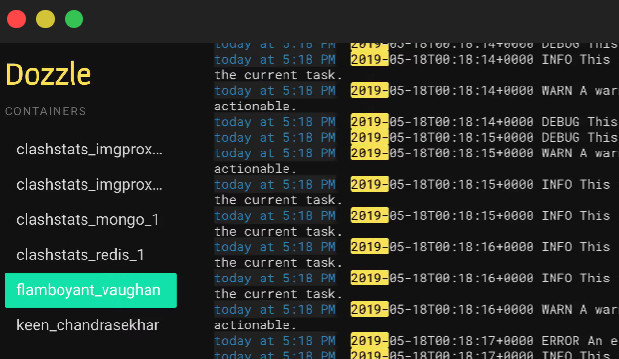 Dozzle
CONTAINERS
clashstats_imgprox...
clashstats_imgprox...
clashstats_mongo_1
clashstats_redis_1
flamboyant_vaughan
keen_chandrasekhar
today at 5:18 PM 2019-05-18T00:18:14+0000 DEBUG This
today at 5:18 PM 2019-05-18T00:18:14+0000 INFO This
the current task.
today at 5:18 PM 2019-05-18T00:18:14+0000 WARN A war
actionable.
today at 5:18 PM 2019-05-18T00:18:14+0000 DEBUG This
today at 5:18 PM 2019-05-18T00:18:15+0000 DEBUG This
today at 5:18 PM 2019-05-18T00:18:15+0000 WARN A war
actionable.
today at 5:18 PM 2019-05-18T00:18:15+0000 INFO This
the current task.
today at 5:18 PM 2019-05-18T00:18:15+0000 INFO This
the current task.
today at 5:18 PM 2019-05-18T00:18:16+0000 INFO This
the current task.
today at 5:18 PM 2019-05-18T00:18:16+0000 INFO This
the current task.
today at 5:18 PM 2019-05-18T00:18:16+0000 WARN A war
actionable.
today at 5:18 PM 2019-05-18T00:18:17+0000 ERROR An e
today at 5:18 PM 2019-05-18T00:18:17+0000 INFO This